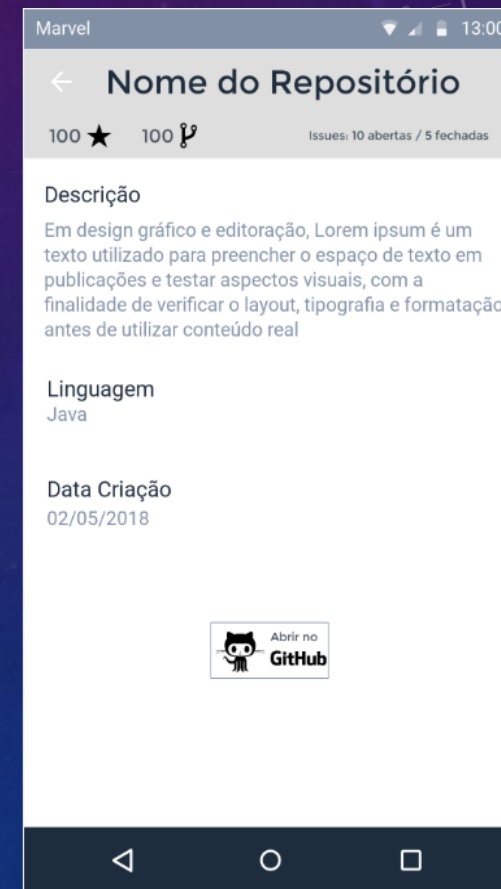 Marvel 13:00
Nome do Repositório
100 100 Issues: 10 abertas / 5 fechadas
Descrição
Em design gráfico e editoração, Lorem ipsum é um
texto utilizado para preencher o espaço de texto em
publicações e testar aspectos visuais, com a
finalidade de verificar o layout, tipografia e formatação
antes de utilizar conteúdo real
Linguagem
Java
Data Criação
02/05/2018
Abrir no
GitHub